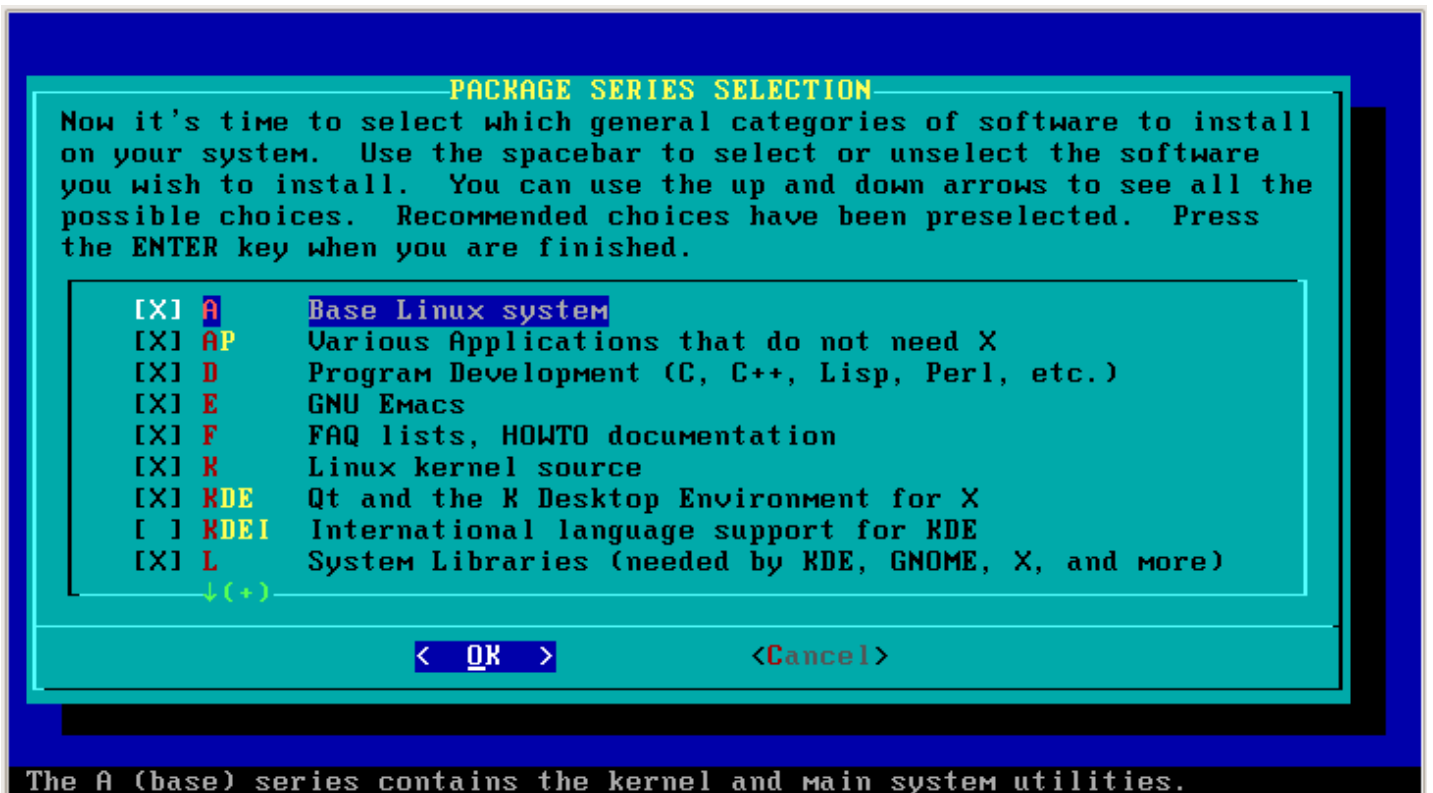 PACKAGE SERIES SELECTION
Now it's time to select which general categories of software to install
on your system.  Use the spacebar to select or unselect the software
you wish to install.  You can use the up and down arrows to see all the
possible choices.  Recommended choices have been preselected.  Press
the ENTER key when you are finished.
[X] A     Base Linux system
[X] AP    Various Applications that do not need X
[X] D     Program Development (C, C++, Lisp, Perl, etc.)
[X] E     GNU Emacs
[X] F     FAQ lists, HOWTO documentation
[X] K     Linux kernel source
[X] KDE   Qt and the K Desktop Environment for X
[ ] KDEI  International language support for KDE
[X] L     System Libraries (needed by KDE, GNOME, X, and more)
↓(+)
<  OK  >  <Cancel>
The A (base) series contains the kernel and main system utilities.